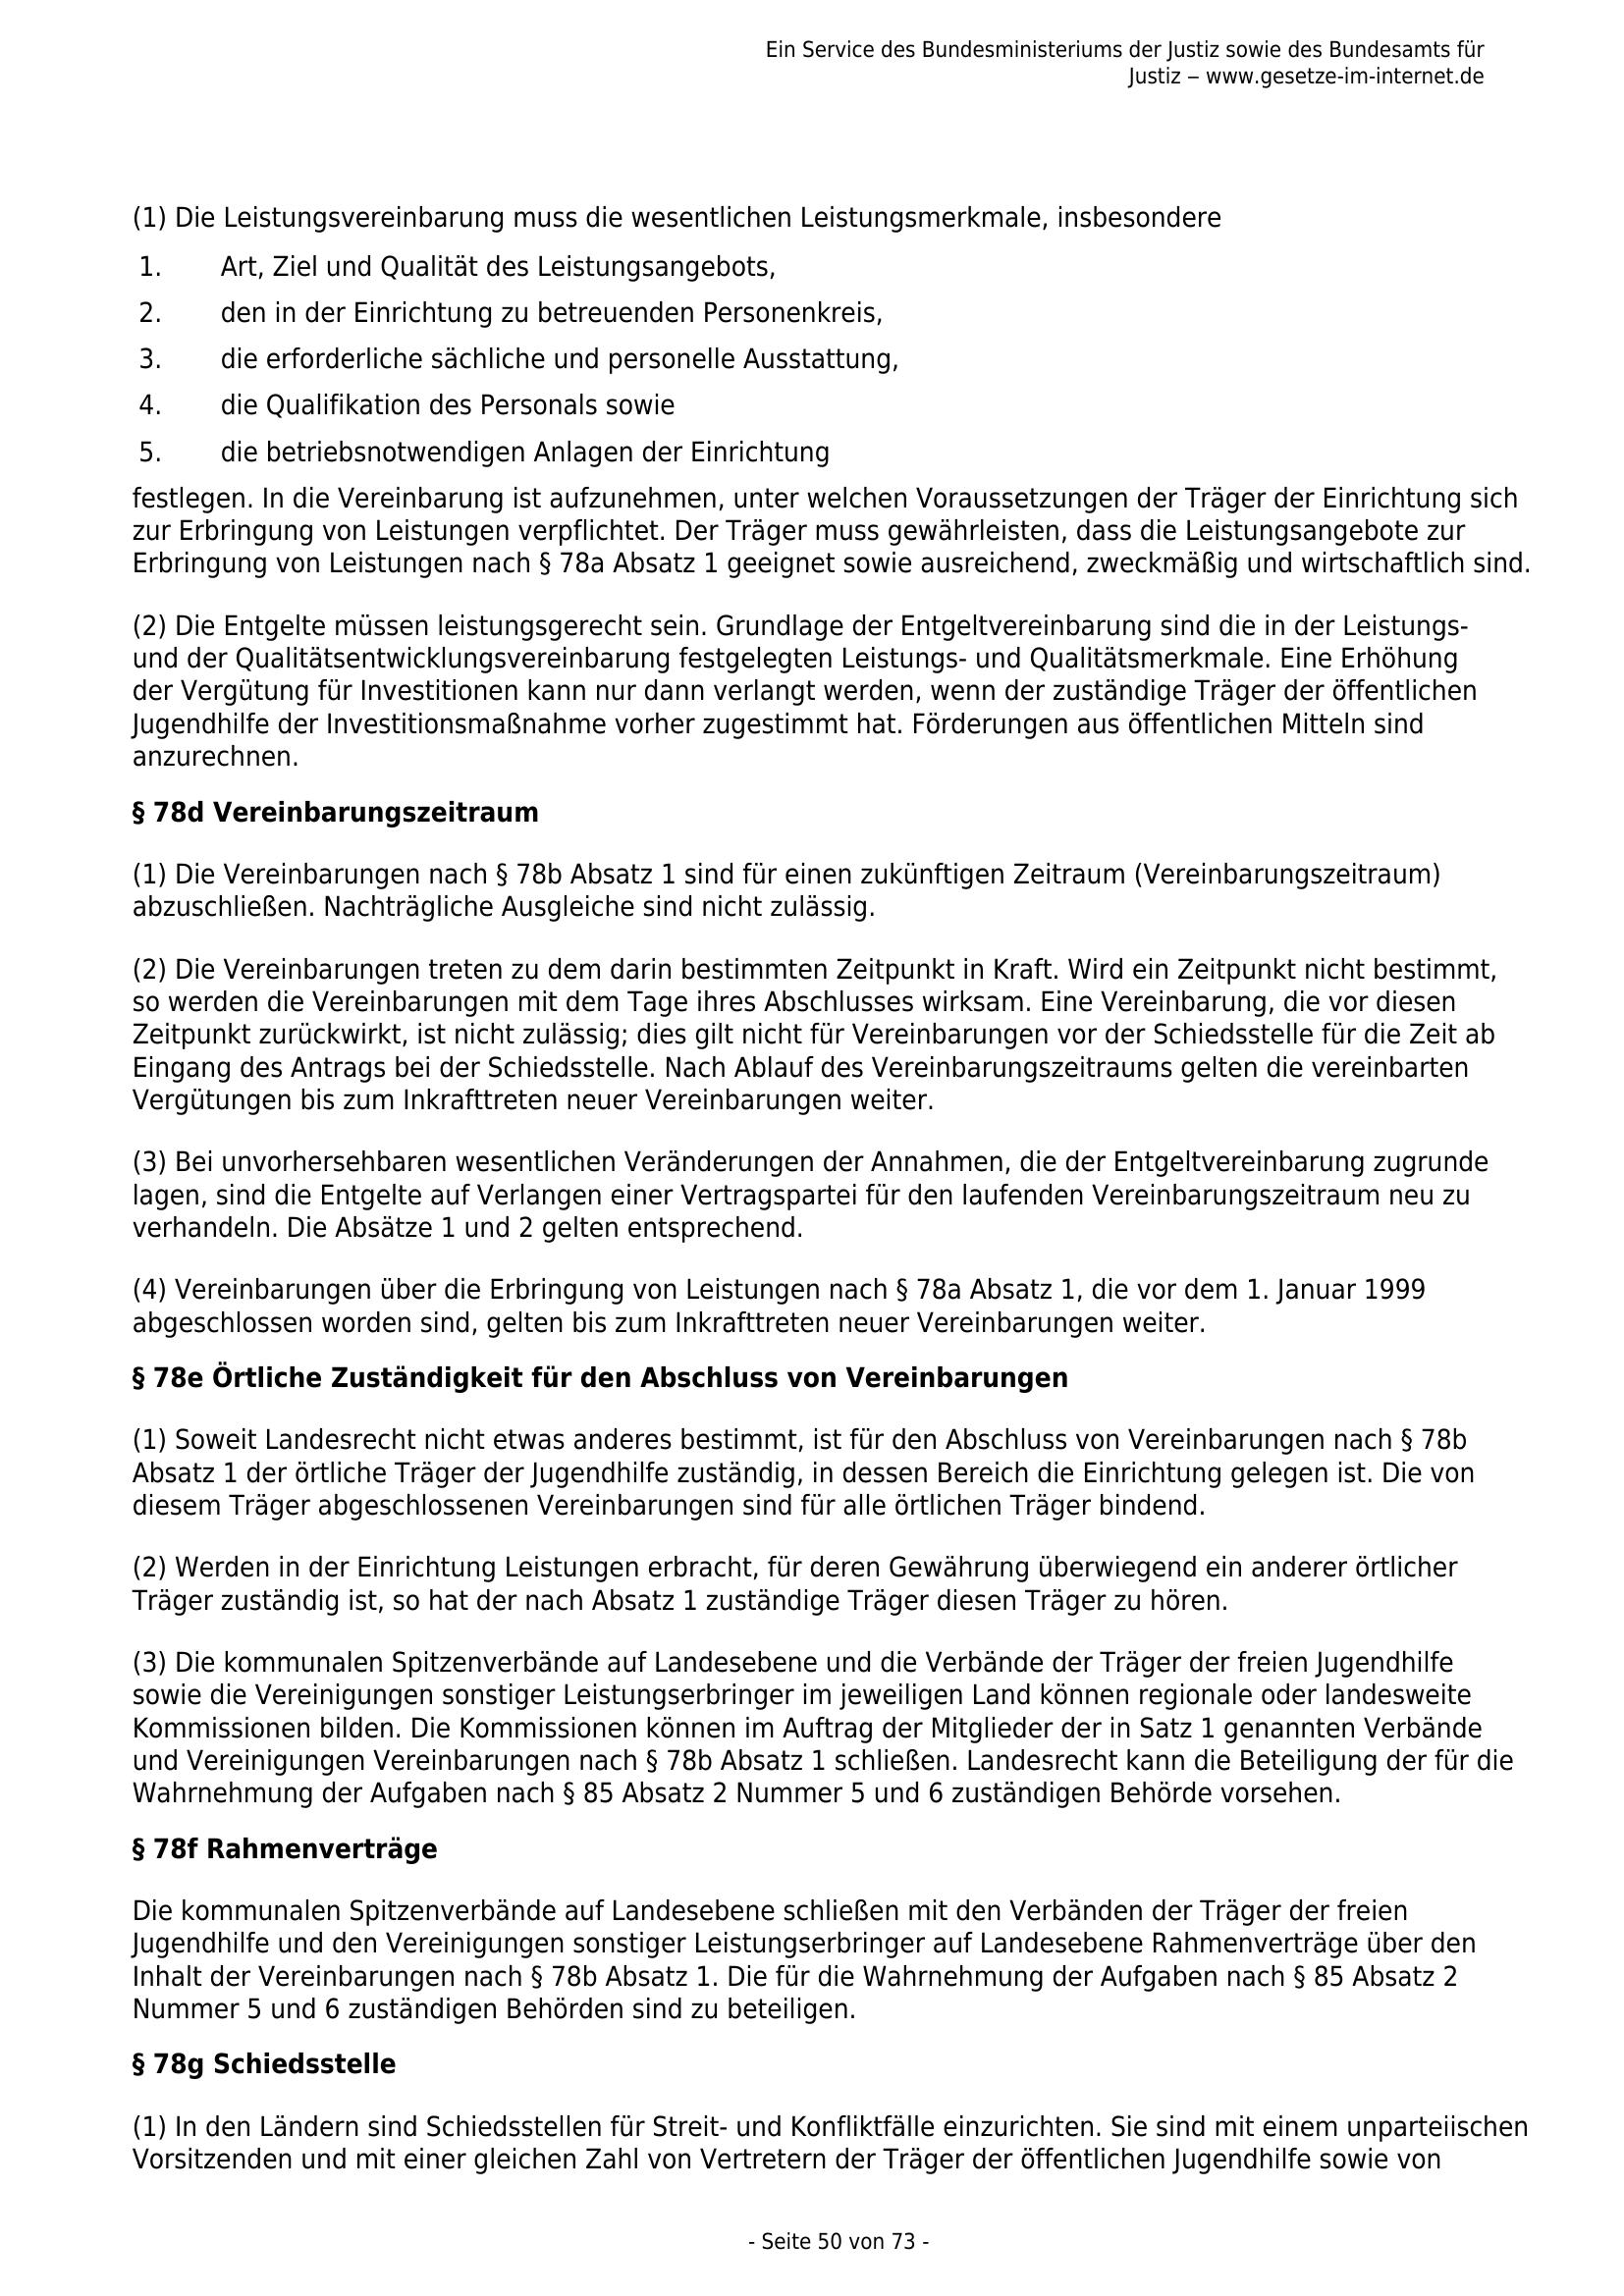 Ein Service des Bundesministeriums der Justiz sowie des Bundesamts für
Justiz ‒ www.gesetze-im-internet.de
(1) Die Leistungsvereinbarung muss die wesentlichen Leistungsmerkmale, insbesondere
1. Art, Ziel und Qualität des Leistungsangebots,
2. den in der Einrichtung zu betreuenden Personenkreis,
3. die erforderliche sächliche und personelle Ausstattung,
4. die Qualifikation des Personals sowie
5. die betriebsnotwendigen Anlagen der Einrichtung
festlegen. In die Vereinbarung ist aufzunehmen, unter welchen Voraussetzungen der Träger der Einrichtung sich
zur Erbringung von Leistungen verpflichtet. Der Träger muss gewährleisten, dass die Leistungsangebote zur
Erbringung von Leistungen nach § 78a Absatz 1 geeignet sowie ausreichend, zweckmäßig und wirtschaftlich sind.
(2) Die Entgelte müssen leistungsgerecht sein. Grundlage der Entgeltvereinbarung sind die in der Leistungs-
und der Qualitätsentwicklungsvereinbarung festgelegten Leistungs- und Qualitätsmerkmale. Eine Erhöhung
der Vergütung für Investitionen kann nur dann verlangt werden, wenn der zuständige Träger der öffentlichen
Jugendhilfe der Investitionsmaßnahme vorher zugestimmt hat. Förderungen aus öffentlichen Mitteln sind
anzurechnen.
§ 78d Vereinbarungszeitraum
(1) Die Vereinbarungen nach § 78b Absatz 1 sind für einen zukünftigen Zeitraum (Vereinbarungszeitraum)
abzuschließen. Nachträgliche Ausgleiche sind nicht zulässig.
(2) Die Vereinbarungen treten zu dem darin bestimmten Zeitpunkt in Kraft. Wird ein Zeitpunkt nicht bestimmt,
so werden die Vereinbarungen mit dem Tage ihres Abschlusses wirksam. Eine Vereinbarung, die vor diesen
Zeitpunkt zurückwirkt, ist nicht zulässig; dies gilt nicht für Vereinbarungen vor der Schiedsstelle für die Zeit ab
Eingang des Antrags bei der Schiedsstelle. Nach Ablauf des Vereinbarungszeitraums gelten die vereinbarten
Vergütungen bis zum Inkrafttreten neuer Vereinbarungen weiter.
(3) Bei unvorhersehbaren wesentlichen Veränderungen der Annahmen, die der Entgeltvereinbarung zugrunde
lagen, sind die Entgelte auf Verlangen einer Vertragspartei für den laufenden Vereinbarungszeitraum neu zu
verhandeln. Die Absätze 1 und 2 gelten entsprechend.
(4) Vereinbarungen über die Erbringung von Leistungen nach § 78a Absatz 1, die vor dem 1. Januar 1999
abgeschlossen worden sind, gelten bis zum Inkrafttreten neuer Vereinbarungen weiter.
§ 78e Örtliche Zuständigkeit für den Abschluss von Vereinbarungen
(1) Soweit Landesrecht nicht etwas anderes bestimmt, ist für den Abschluss von Vereinbarungen nach § 78b
Absatz 1 der örtliche Träger der Jugendhilfe zuständig, in dessen Bereich die Einrichtung gelegen ist. Die von
diesem Träger abgeschlossenen Vereinbarungen sind für alle örtlichen Träger bindend.
(2) Werden in der Einrichtung Leistungen erbracht, für deren Gewährung überwiegend ein anderer örtlicher
Träger zuständig ist, so hat der nach Absatz 1 zuständige Träger diesen Träger zu hören.
(3) Die kommunalen Spitzenverbände auf Landesebene und die Verbände der Träger der freien Jugendhilfe
sowie die Vereinigungen sonstiger Leistungserbringer im jeweiligen Land können regionale oder landesweite
Kommissionen bilden. Die Kommissionen können im Auftrag der Mitglieder der in Satz 1 genannten Verbände
und Vereinigungen Vereinbarungen nach § 78b Absatz 1 schließen. Landesrecht kann die Beteiligung der für die
Wahrnehmung der Aufgaben nach § 85 Absatz 2 Nummer 5 und 6 zuständigen Behörde vorsehen.
§ 78f Rahmenverträge
Die kommunalen Spitzenverbände auf Landesebene schließen mit den Verbänden der Träger der freien
Jugendhilfe und den Vereinigungen sonstiger Leistungserbringer auf Landesebene Rahmenverträge über den
Inhalt der Vereinbarungen nach § 78b Absatz 1. Die für die Wahrnehmung der Aufgaben nach § 85 Absatz 2
Nummer 5 und 6 zuständigen Behörden sind zu beteiligen.
§ 78g Schiedsstelle
(1) In den Ländern sind Schiedsstellen für Streit- und Konfliktfälle einzurichten. Sie sind mit einem unparteiischen
Vorsitzenden und mit einer gleichen Zahl von Vertretern der Träger der öffentlichen Jugendhilfe sowie von
- Seite 50 von 73 -